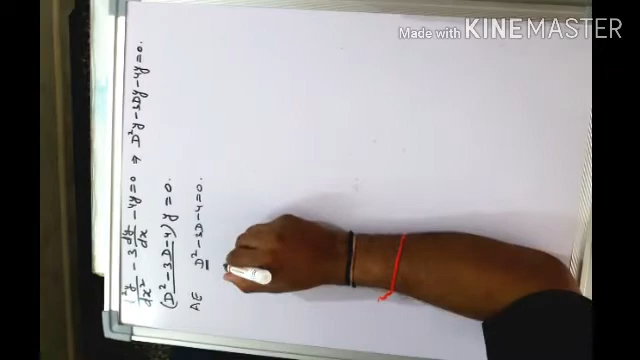 Made with KINEMASTER
d²y/dx² - 3 dy/dx - 4y = 0 ⇒ D²y - 3Dy - 4y = 0.
(D² - 3D - 4) y = 0.
AE D² - 3D - 4 = 0.